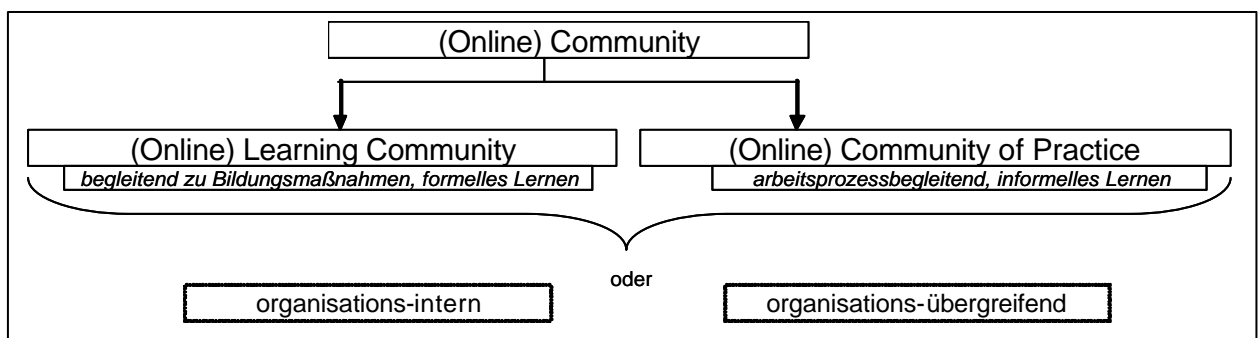 (Online) Community
(Online) Learning Community
(Online) Community of Practice
begleitend zu Bildungsmaßnahmen, formelles Lernen
arbeitsprozessbegleitend, informelles Lernen
oder
organisations-intern
organisations-übergreifend